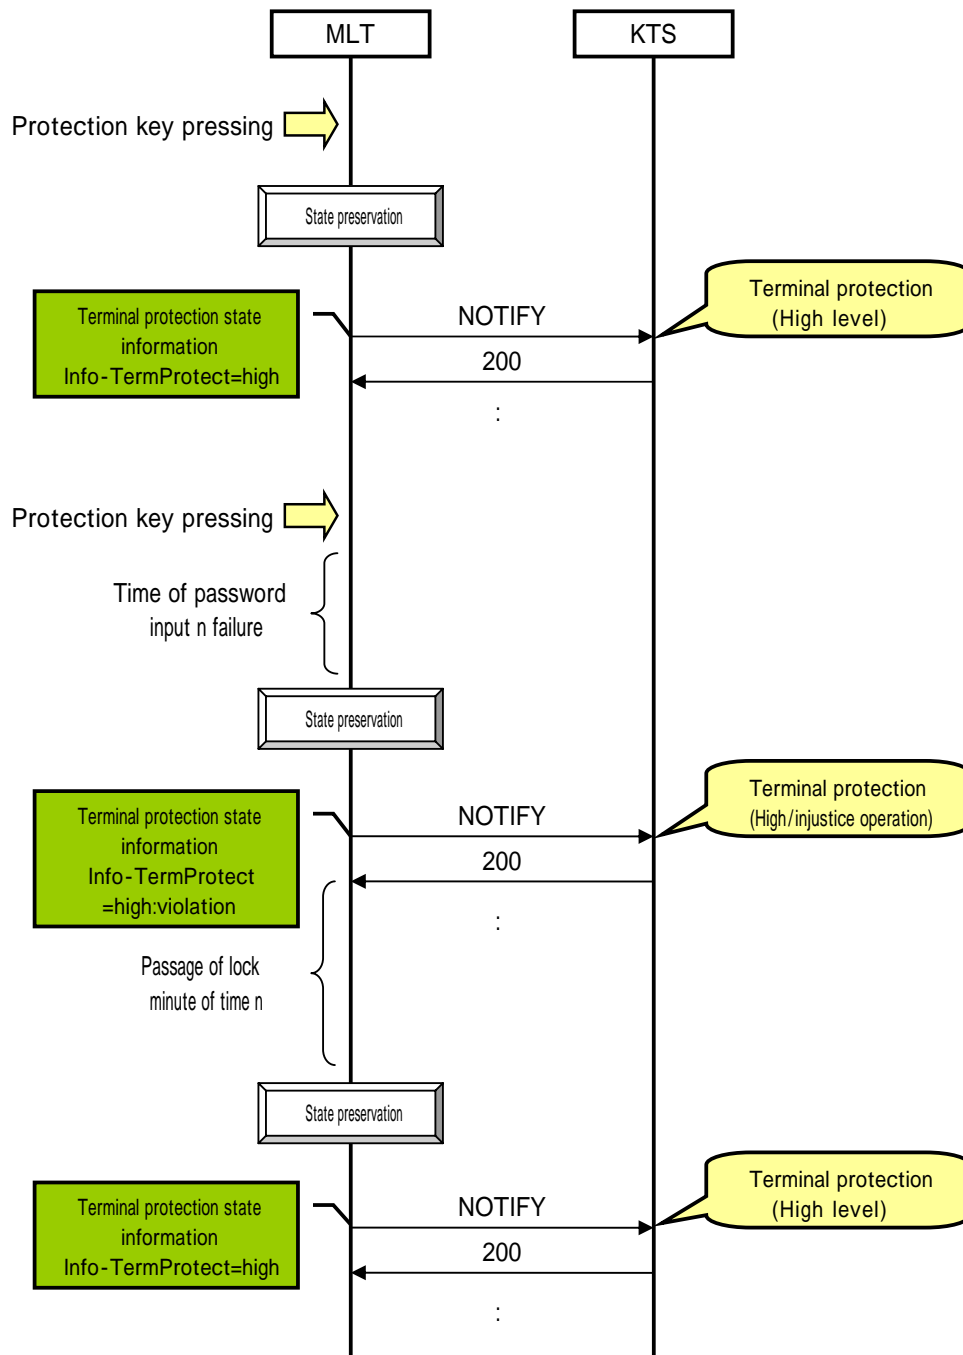 MLT
KTS
Protection key pressing
State preservation
Terminal protection
(High level)
Terminal protection state
information
Info-TermProtect=high
NOTIFY
200
:
Protection key pressing
Time of password
input n failure
State preservation
Terminal protection
(High/injustice operation)
Terminal protection state
information
Info-TermProtect
=high:violation
NOTIFY
200
:
Passage of lock
minute of time n
State preservation
Terminal protection
(High level)
Terminal protection state
information
Info-TermProtect=high
NOTIFY
200
: